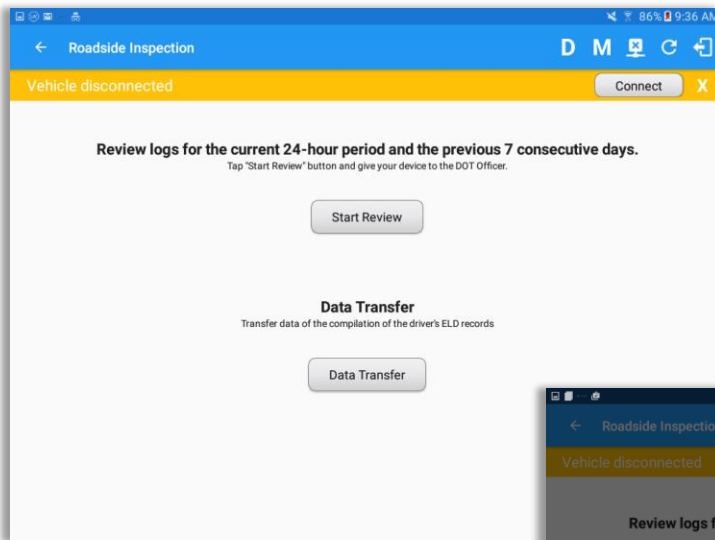 86% 9:36 AM
Roadside Inspection
D M
Vehicle disconnected
Connect X
Review logs for the current 24-hour period and the previous 7 consecutive days.
Tap "Start Review" button and give your device to the DOT Officer.
Start Review
Data Transfer
Transfer data of the compilation of the driver's ELD records
Data Transfer
Roadside Inspectio
Vehicle disconnected
Review logs f